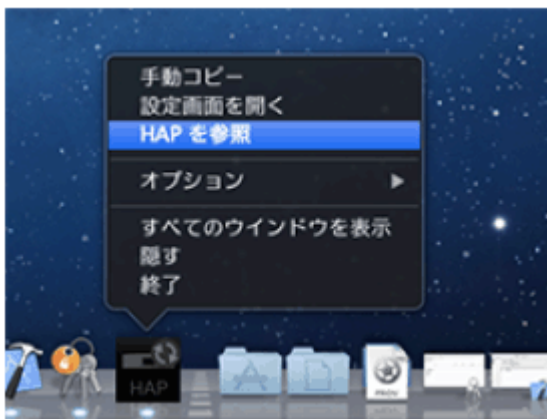 手動コピー
設定画面を開く
HAP を参照
オプション
すべてのウインドウを表示
隠す
終了
HAP
PROV